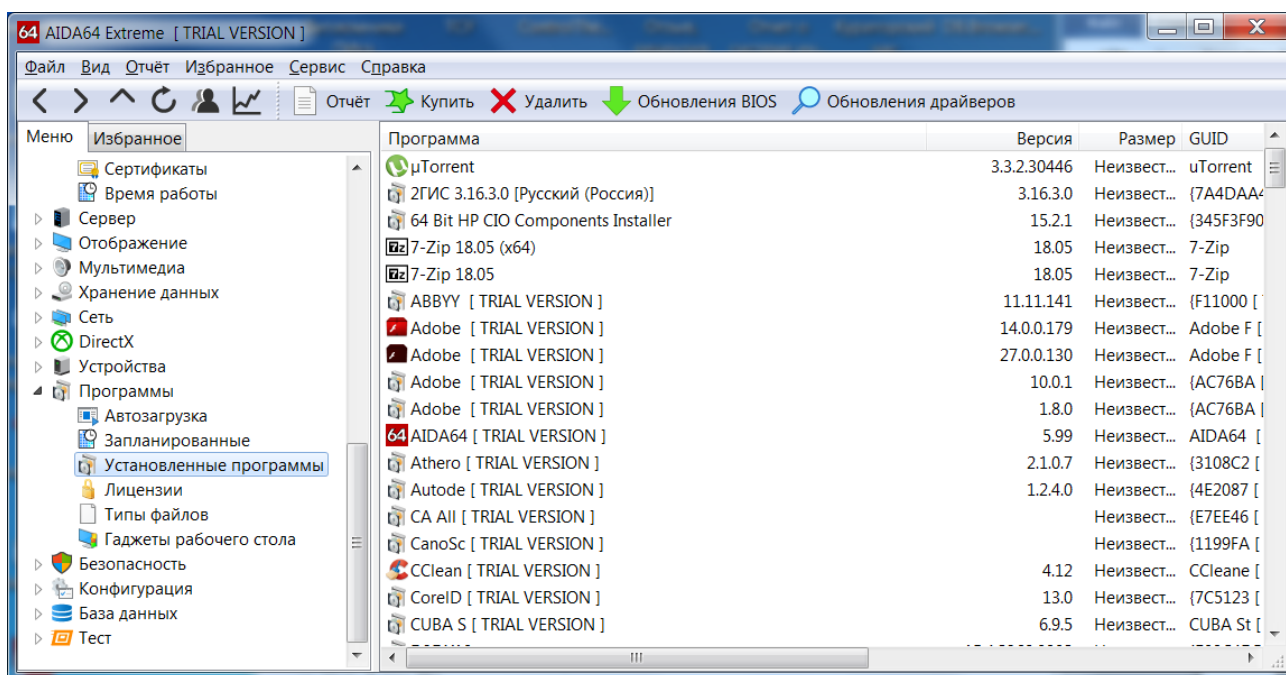 64 AIDA64 Extreme [ TRIAL VERSION ]
Файл Вид Отчёт Избранное Сервис Справка
Отчёт Купить Удалить Обновления BIOS Обновления драйверов
Меню Избранное
Сертификаты
Время работы
Сервер
Отображение
Мультимедиа
Хранение данных
Сеть
DirectX
Устройства
Программы
Автозагрузка
Запланированные
Установленные программы
Лицензии
Типы файлов
Гаджеты рабочего стола
Безопасность
Конфигурация
База данных
Тест
Программа Версия Размер GUID
µTorrent 3.3.2.30446 Неизвест... uTorrent
2ГИС 3.16.3.0 [Русский (Россия)] 3.16.3.0 Неизвест... {7A4DAA4
64 Bit HP CIO Components Installer 15.2.1 Неизвест... {345F3F90
7z 7-Zip 18.05 (x64) 18.05 Неизвест... 7-Zip
7z 7-Zip 18.05 18.05 Неизвест... 7-Zip
ABBYY [ TRIAL VERSION ] 11.11.141 Неизвест... {F11000 [
Adobe [ TRIAL VERSION ] 14.0.0.179 Неизвест... Adobe F [
Adobe [ TRIAL VERSION ] 27.0.0.130 Неизвест... Adobe F [
Adobe [ TRIAL VERSION ] 10.0.1 Неизвест... {AC76BA [
Adobe [ TRIAL VERSION ] 1.8.0 Неизвест... {AC76BA [
64 AIDA64 [ TRIAL VERSION ] 5.99 Неизвест... AIDA64 [
Athero [ TRIAL VERSION ] 2.1.0.7 Неизвест... {3108C2 [
Autode [ TRIAL VERSION ] 1.2.4.0 Неизвест... {4E2087 [
CA All [ TRIAL VERSION ] Неизвест... {E7EE46 [
CanoSc [ TRIAL VERSION ] Неизвест... {1199FA [
CClean [ TRIAL VERSION ] 4.12 Неизвест... CCleane [
CorelD [ TRIAL VERSION ] 13.0 Неизвест... {7C5123 [
CUBA S [ TRIAL VERSION ] 6.9.5 Неизвест... CUBA St [